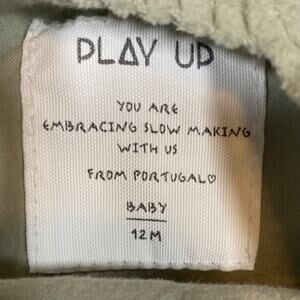 PLAY UP
YOU ARE
EMBRACING SLOW MAKING
WITH US
FROM PORTUGAL♡
BABY
12M